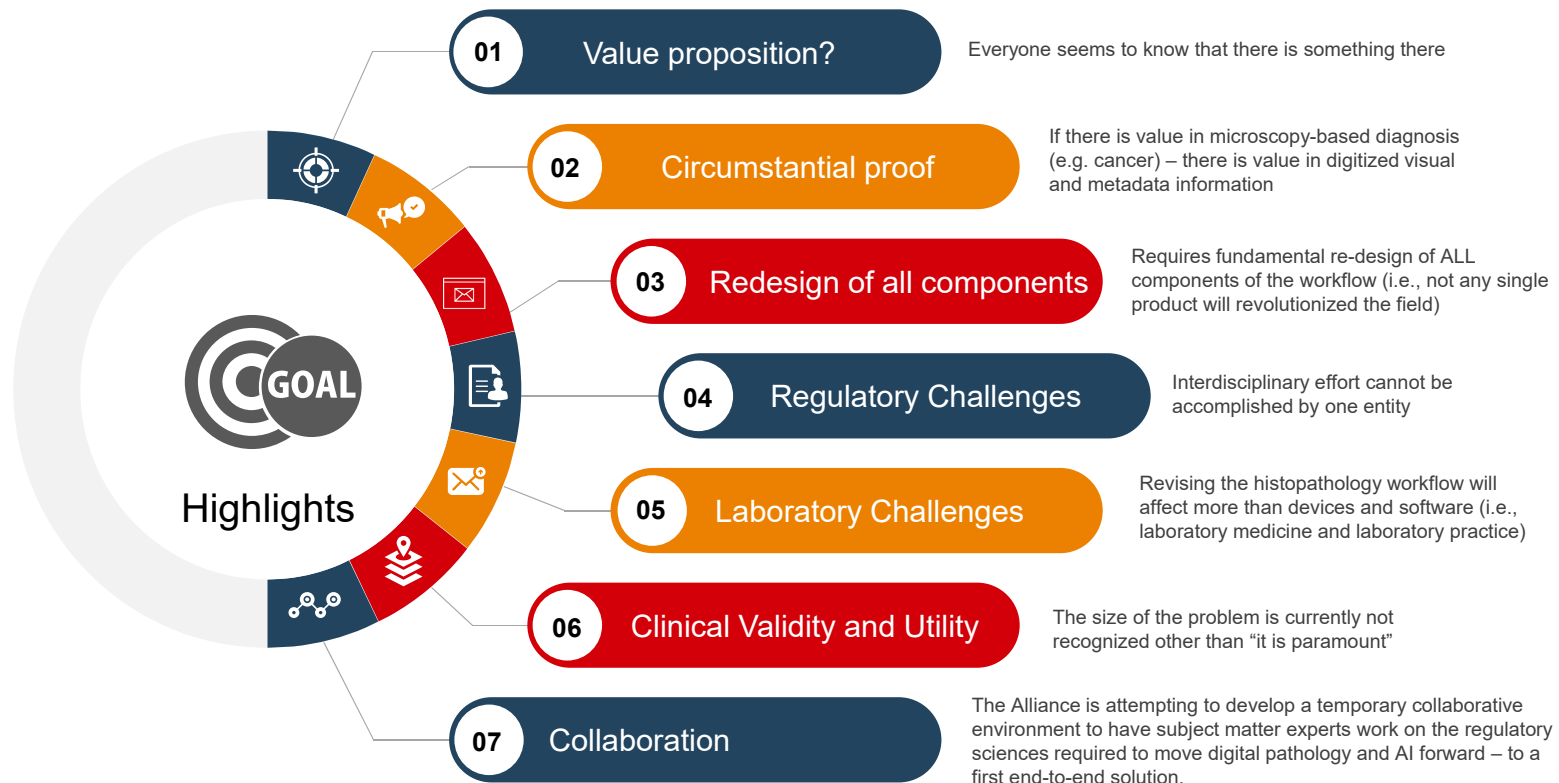 01
Value proposition?
Everyone seems to know that there is something there
02
Circumstantial proof
If there is value in microscopy-based diagnosis
(e.g. cancer) – there is value in digitized visual
and metadata information
03
Redesign of all components
Requires fundamental re-design of ALL
components of the workflow (i.e., not any single
product will revolutionized the field)
GOAL
Highlights
04
Regulatory Challenges
Interdisciplinary effort cannot be
accomplished by one entity
05
Laboratory Challenges
Revising the histopathology workflow will
affect more than devices and software (i.e.,
laboratory medicine and laboratory practice)
06
Clinical Validity and Utility
The size of the problem is currently not
recognized other than “it is paramount”
07
Collaboration
The Alliance is attempting to develop a temporary collaborative
environment to have subject matter experts work on the regulatory
sciences required to move digital pathology and AI forward – to a
first end-to-end solution.